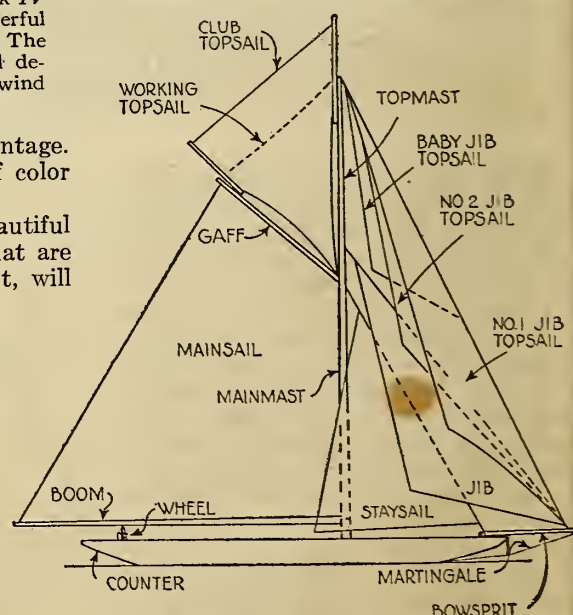 erful
The
de-
wind
ntage.
f color
autiful
at are
t, will
CLUB
TOPSAIL
WORKING
TOPSAIL
TOPMAST
BABY JIB
TOPSAIL
NO 2 JIB
TOPSAIL
GAFF
NO. 1 JIB
TOPSAIL
MAINSAIL
MAINMAST
BOOM
WHEEL
STAYSAIL
JIB
COUNTER
MARTINGALE
BOWSPRIT